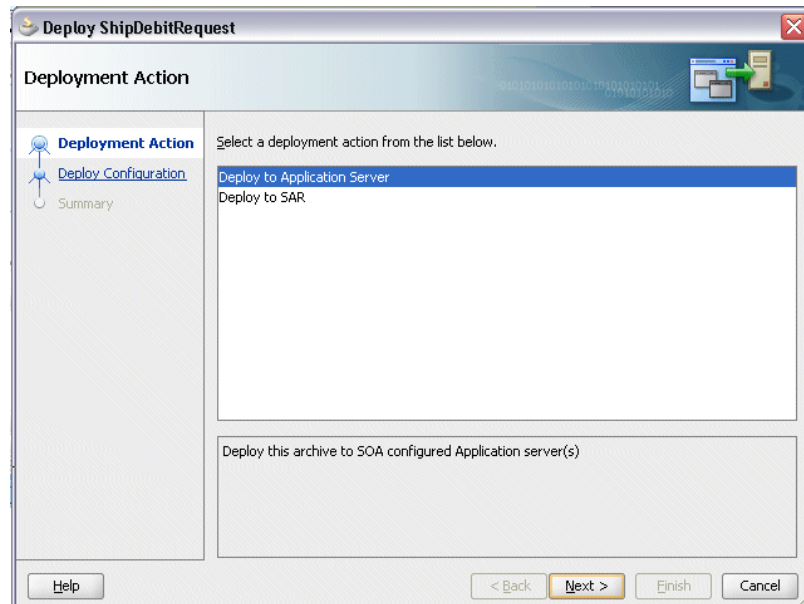 Deploy ShipDebitRequest
Deployment Action
Deployment Action
Deploy Configuration
Summary
Select a deployment action from the list below.
Deploy to Application Server
Deploy to SAR
Deploy this archive to SOA configured Application server(s)
Help
< Back
Next >
Finish
Cancel